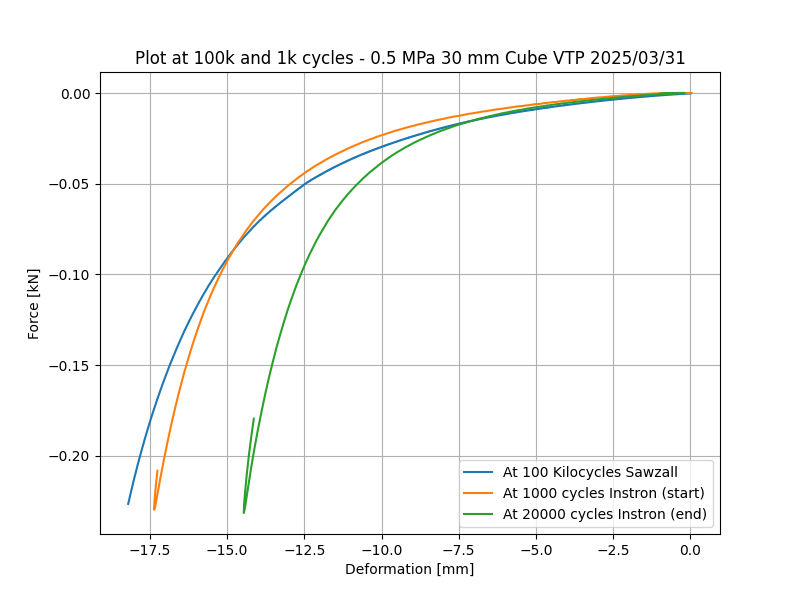 Plot at 100k and 1k cycles - 0.5 MPa 30 mm Cube VTP 2025/03/31
0.00
−0.05
−0.10
−0.15
−0.20
Force [kN]
At 100 Kilocycles Sawzall
At 1000 cycles Instron (start)
At 20000 cycles Instron (end)
−17.5 −15.0 −12.5 −10.0 −7.5 −5.0 −2.5 0.0
Deformation [mm]